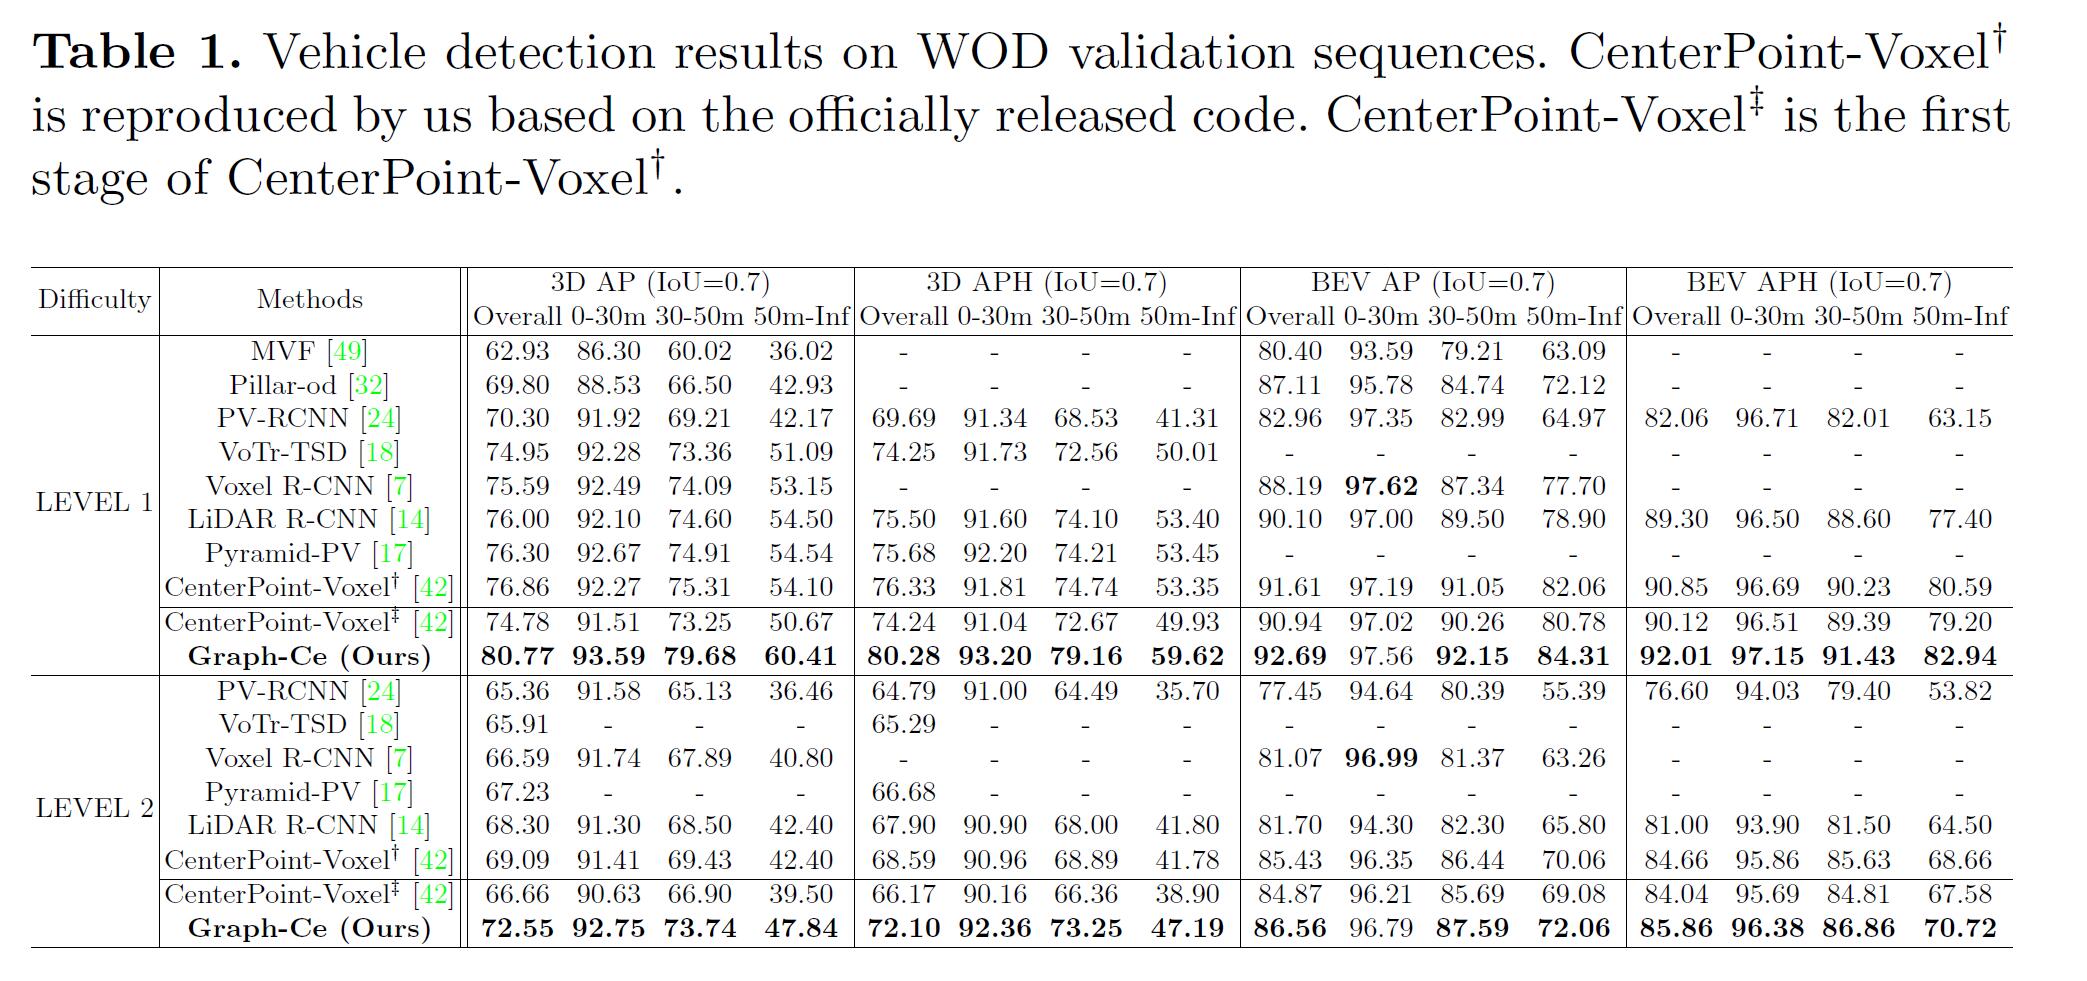 Table 1. Vehicle detection results on WOD validation sequences. CenterPoint-Voxel†
is reproduced by us based on the officially released code. CenterPoint-Voxel‡ is the first
stage of CenterPoint-Voxel†.
Difficulty Methods 3D AP (IoU=0.7) 3D APH (IoU=0.7) BEV AP (IoU=0.7) BEV APH (IoU=0.7)
Overall 0-30m 30-50m 50m-Inf Overall 0-30m 30-50m 50m-Inf Overall 0-30m 30-50m 50m-Inf Overall 0-30m 30-50m 50m-Inf
LEVEL 1
MVF [49] 62.93 86.30 60.02 36.02 - - - - 80.40 93.59 79.21 63.09 - - - -
Pillar-od [32] 69.80 88.53 66.50 42.93 - - - - 87.11 95.78 84.74 72.12 - - - -
PV-RCNN [24] 70.30 91.92 69.21 42.17 69.69 91.34 68.53 41.31 82.96 97.35 82.99 64.97 82.06 96.71 82.01 63.15
VoTr-TSD [18] 74.95 92.28 73.36 51.09 74.25 91.73 72.56 50.01 - - - - - - - -
Voxel R-CNN [7] 75.59 92.49 74.09 53.15 - - - - 88.19 97.62 87.34 77.70 - - - -
LiDAR R-CNN [14] 76.00 92.10 74.60 54.50 75.50 91.60 74.10 53.40 90.10 97.00 89.50 78.90 89.30 96.50 88.60 77.40
Pyramid-PV [17] 76.30 92.67 74.91 54.54 75.68 92.20 74.21 53.45 - - - - - - - -
CenterPoint-Voxel† [42] 76.86 92.27 75.31 54.10 76.33 91.81 74.74 53.35 91.61 97.19 91.05 82.06 90.85 96.69 90.23 80.59
CenterPoint-Voxel‡ [42] 74.78 91.51 73.25 50.67 74.24 91.04 72.67 49.93 90.94 97.02 90.26 80.78 90.12 96.51 89.39 79.20
Graph-Ce (Ours) 80.77 93.59 79.68 60.41 80.28 93.20 79.16 59.62 92.69 97.56 92.15 84.31 92.01 97.15 91.43 82.94
LEVEL 2
PV-RCNN [24] 65.36 91.58 65.13 36.46 64.79 91.00 64.49 35.70 77.45 94.64 80.39 55.39 76.60 94.03 79.40 53.82
VoTr-TSD [18] 65.91 - - - 65.29 - - - - - - - - - - -
Voxel R-CNN [7] 66.59 91.74 67.89 40.80 - - - - 81.07 96.99 81.37 63.26 - - - -
Pyramid-PV [17] 67.23 - - - 66.68 - - - - - - - - - - -
LiDAR R-CNN [14] 68.30 91.30 68.50 42.40 67.90 90.90 68.00 41.80 81.70 94.30 82.30 65.80 81.00 93.90 81.50 64.50
CenterPoint-Voxel† [42] 69.09 91.41 69.43 42.40 68.59 90.96 68.89 41.78 85.43 96.35 86.44 70.06 84.66 95.86 85.63 68.66
CenterPoint-Voxel‡ [42] 66.66 90.63 66.90 39.50 66.17 90.16 66.36 38.90 84.87 96.21 85.69 69.08 84.04 95.69 84.81 67.58
Graph-Ce (Ours) 72.55 92.75 73.74 47.84 72.10 92.36 73.25 47.19 86.56 96.79 87.59 72.06 85.86 96.38 86.86 70.72